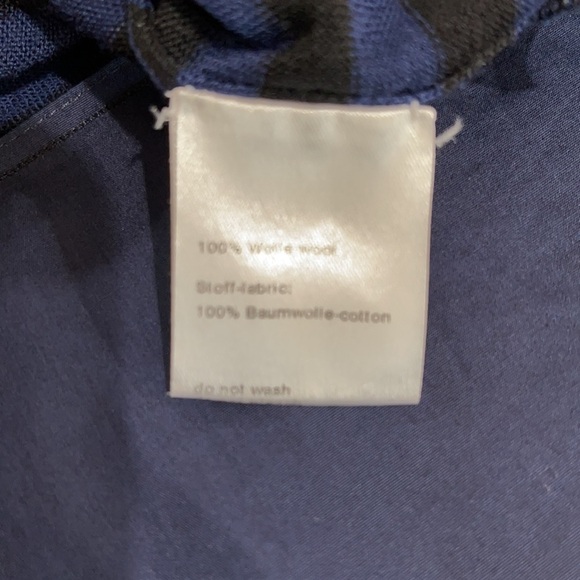 100% Wolle wool
Stoff-fabric:
100% Baumwolle-cotton
do not wash